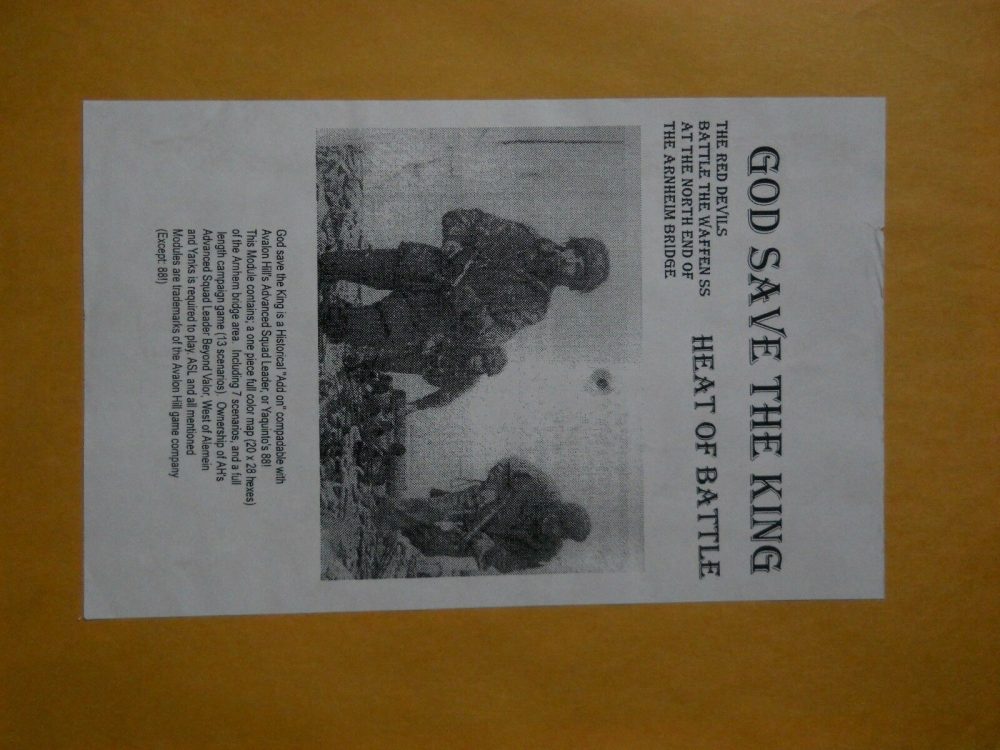 GOD SAVE THE KING
HEAT OF BATTLE
THE RED DEVILS
BATTLE THE WAFFEN SS
AT THE NORTH END OF
THE ARNHEIM BRIDGE
God save the King is a Historical "Add on" compadable with
Avalon Hill's Advanced Squad Leader, or Yaquinto's 88!
This Module contains; a one piece full color map (20 x 28 hexes)
of the Arnhem bridge area. Including 7 scenarios, and a full
length campaign game (13 scenarios). Ownership of AH's
Advanced Squad Leader Beyond Valor, West of Alemein
and Yanks is required to play. ASL and all mentioned
Modules are trademarks of the Avalon Hill game company
(Except: 88!)